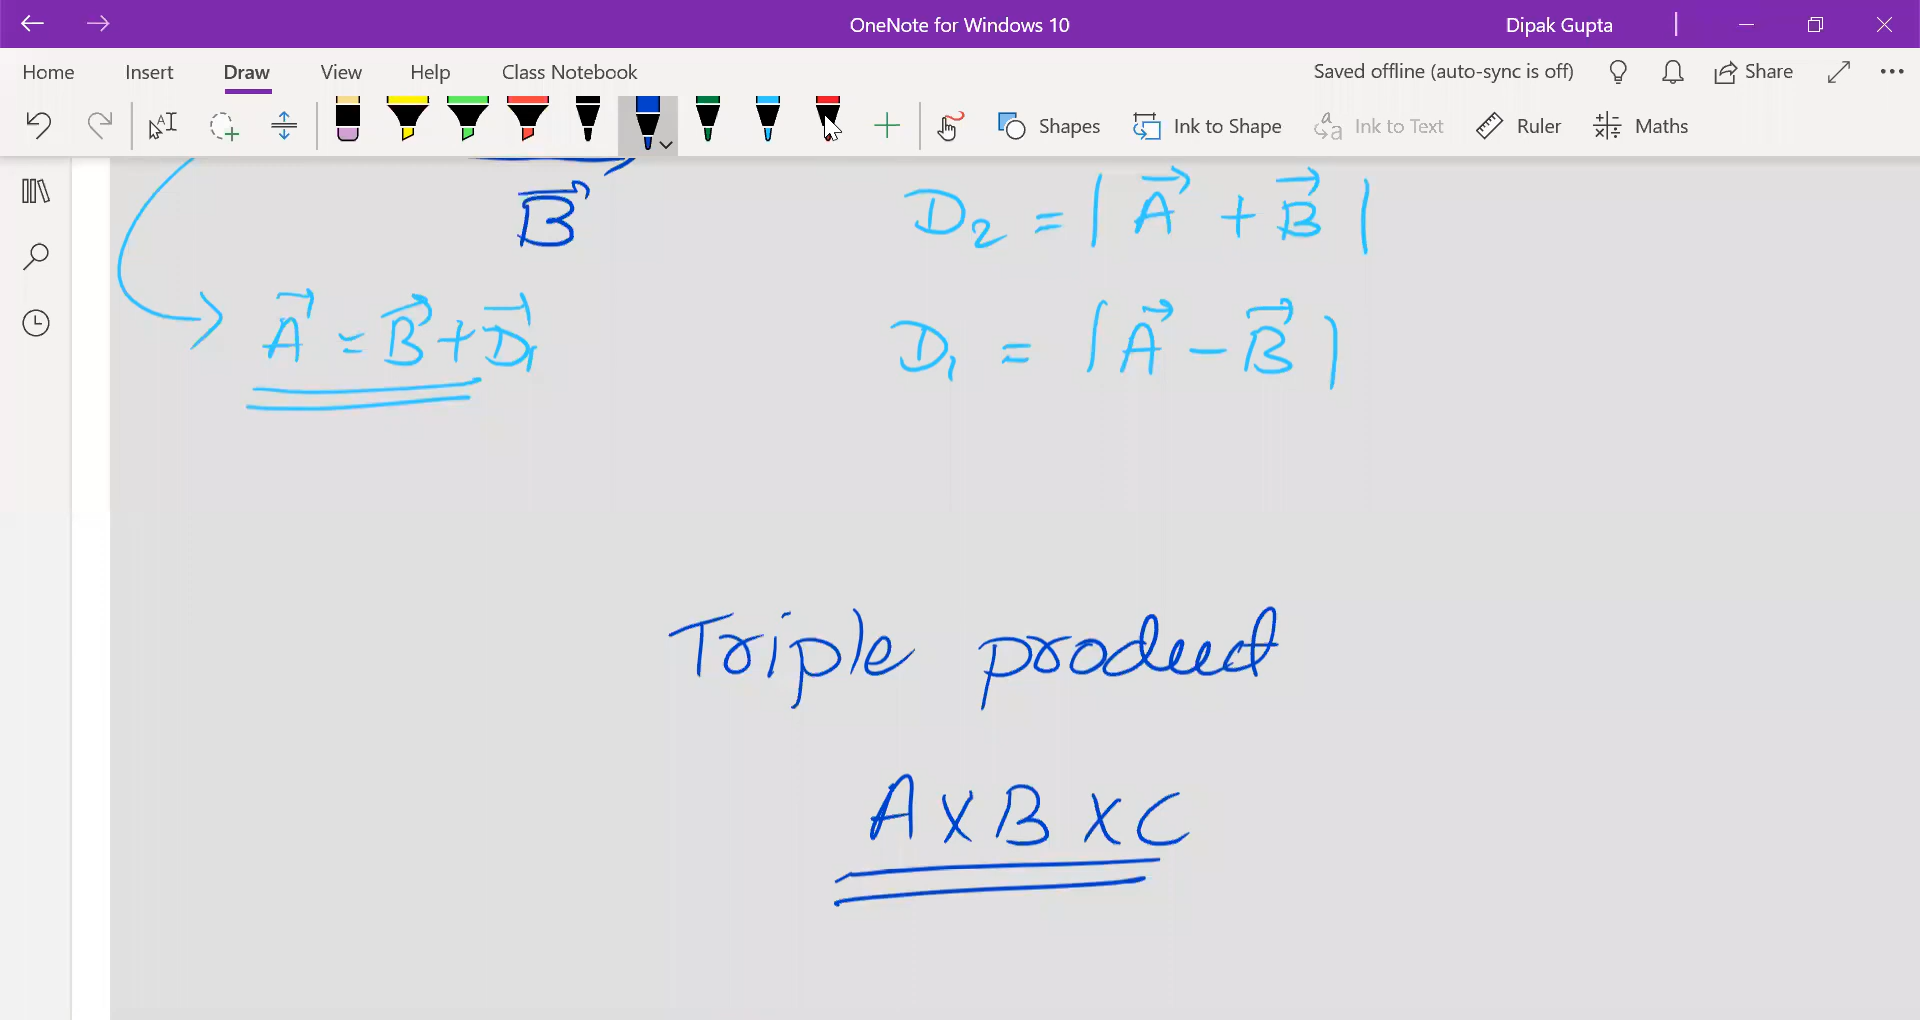 OneNote for Windows 10
Dipak Gupta
Home Insert Draw View Help Class Notebook
Saved offline (auto-sync is off) Share
Shapes Ink to Shape Ink to Text Ruler Maths
B⃗
D₂ = | A⃗ + B⃗ |
A⃗ = B⃗ + D⃗₁
D₁ = | A⃗ − B⃗ |
Triple product
A × B × C